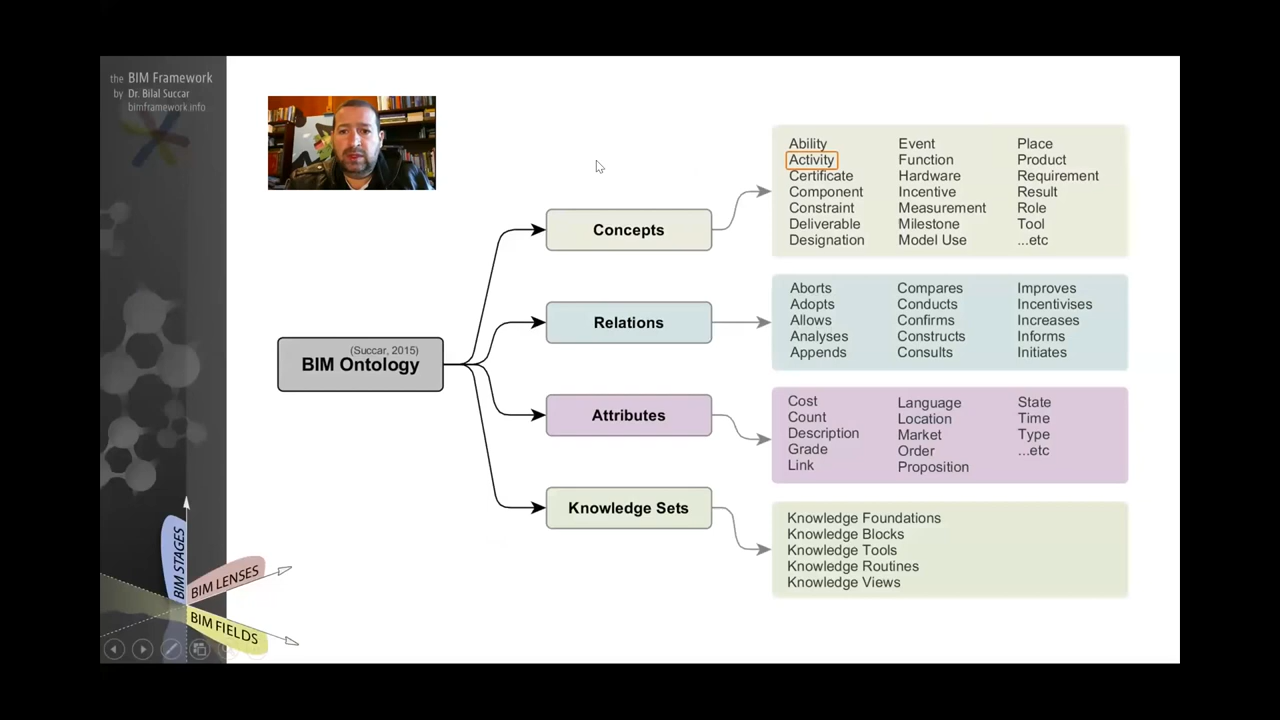 the BIM Framework
by Dr. Bilal Succar
bimframework.info
(Succar, 2015)
BIM Ontology
Concepts
Ability Event Place
Activity Function Product
Certificate Hardware Requirement
Component Incentive Result
Constraint Measurement Role
Deliverable Milestone Tool
Designation Model Use ...etc
Relations
Aborts Compares Improves
Adopts Conducts Incentivises
Allows Confirms Increases
Analyses Constructs Informs
Appends Consults Initiates
Attributes
Cost Language State
Count Location Time
Description Market Type
Grade Order ...etc
Link Proposition
Knowledge Sets
Knowledge Foundations
Knowledge Blocks
Knowledge Tools
Knowledge Routines
Knowledge Views
BIM STAGES
BIM LENSES
BIM FIELDS